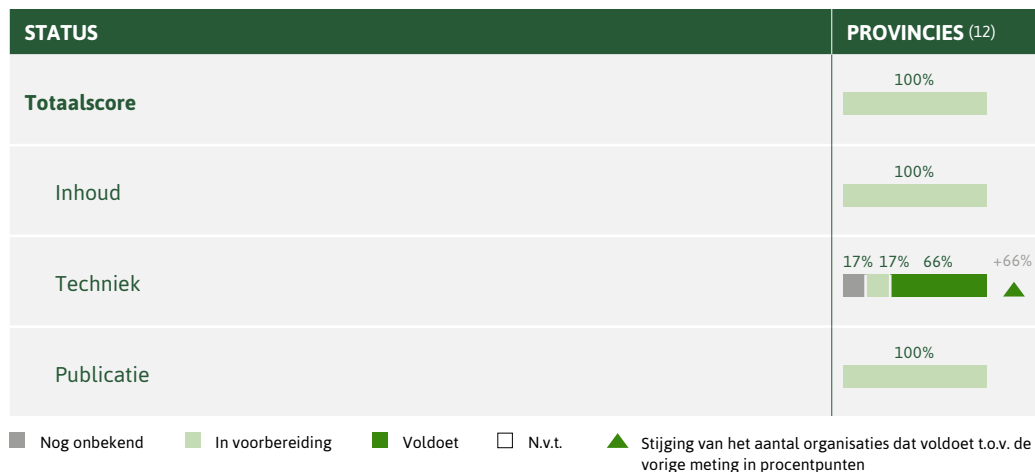 STATUS PROVINCIES (12)
100%
Totaalscore
100%
Inhoud
17% 17% 66% +66%
Techniek
100%
Publicatie
Nog onbekend In voorbereiding Voldoet N.v.t. Stijging van het aantal organisaties dat voldoet t.o.v. de
vorige meting in procentpunten